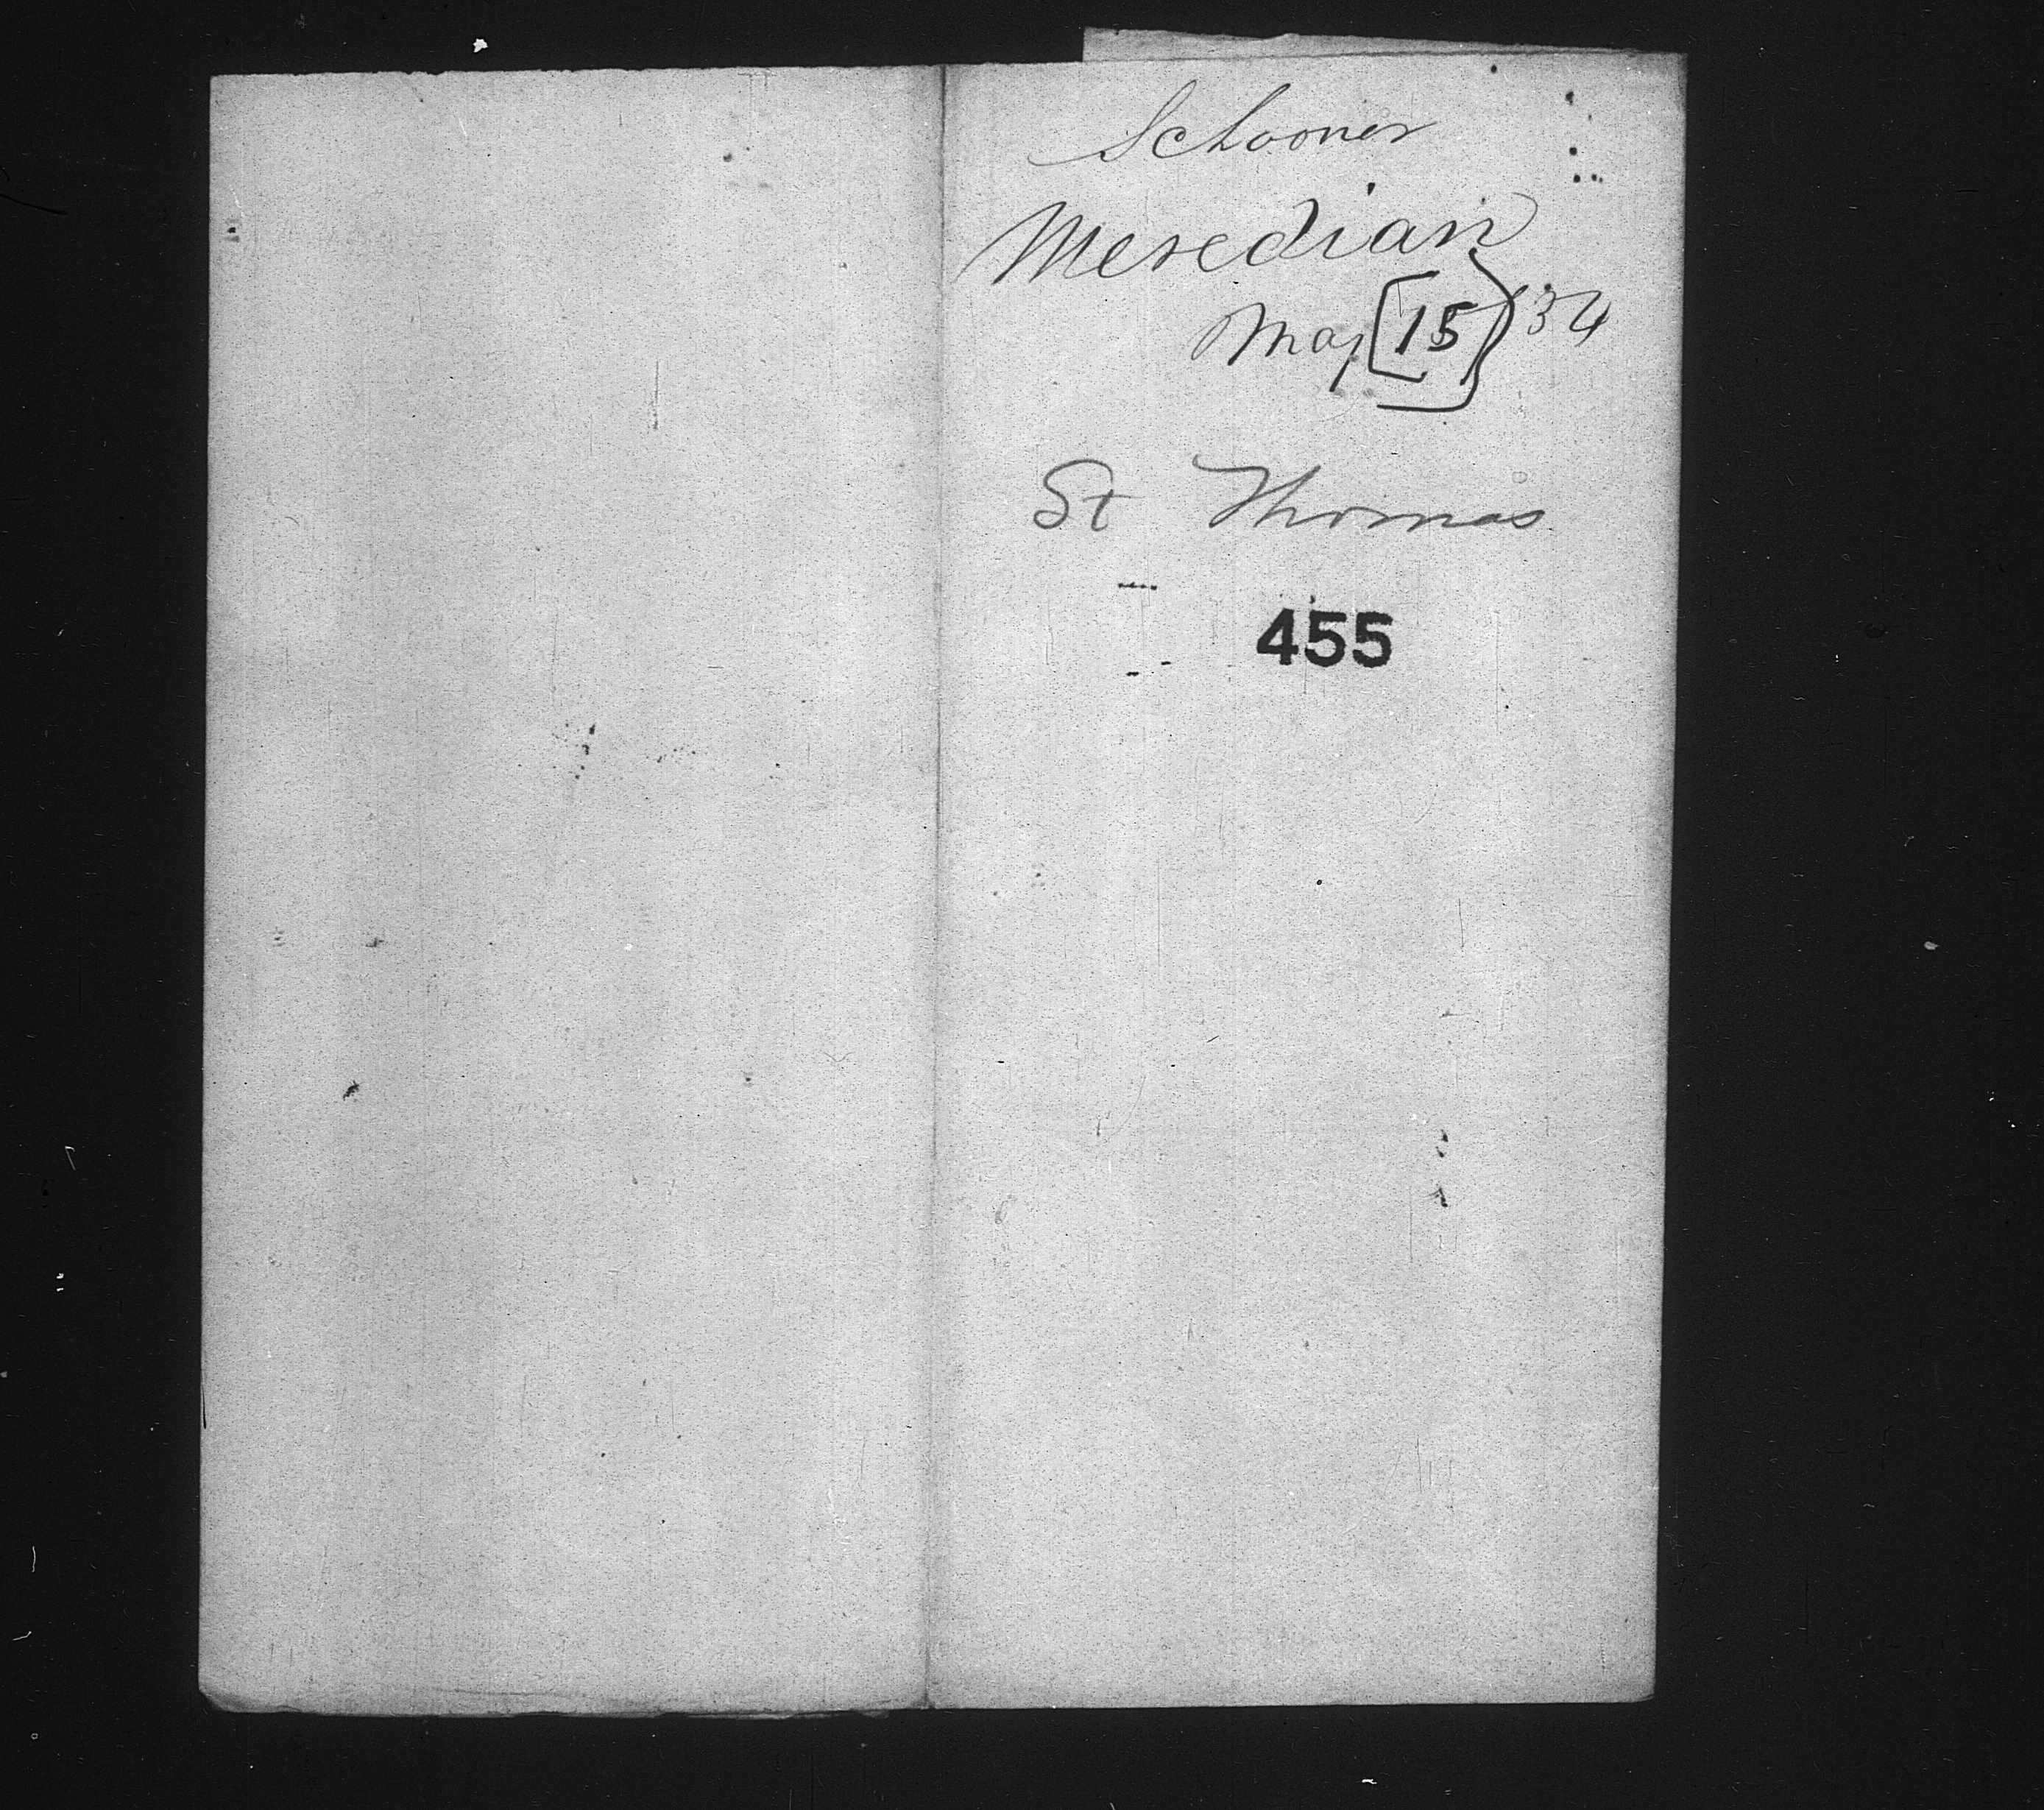 Schooner
Meredian
May [15] 34
St Thomas
455